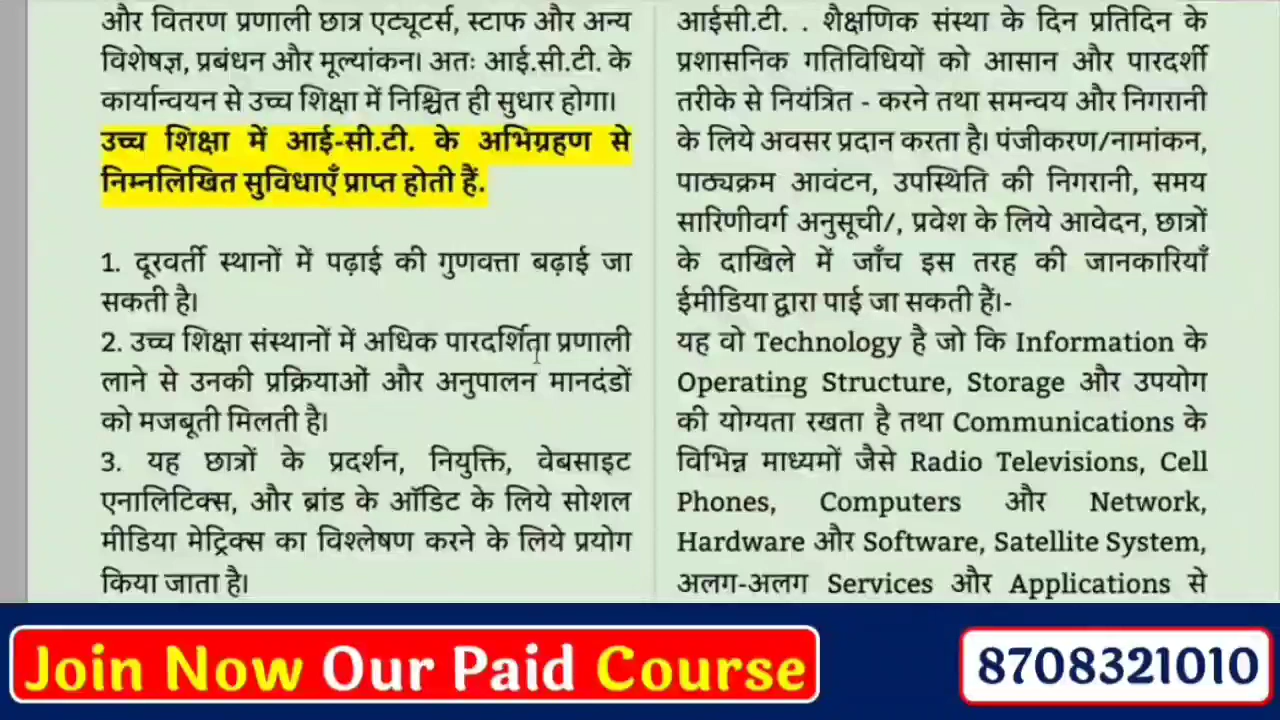 और वितरण प्रणाली छात्र एट्यूटर्स, स्टाफ और अन्य
विशेषज्ञ, प्रबंधन और मूल्यांकन। अतः आई.सी.टी. के
कार्यान्वयन से उच्च शिक्षा में निश्चित ही सुधार होगा।
उच्च शिक्षा में आई-सी.टी. के अभिग्रहण से
निम्नलिखित सुविधाएँ प्राप्त होती हैं.
1. दूरवर्ती स्थानों में पढ़ाई की गुणवत्ता बढ़ाई जा
सकती है।
2. उच्च शिक्षा संस्थानों में अधिक पारदर्शिता प्रणाली
लाने से उनकी प्रक्रियाओं और अनुपालन मानदंडों
को मजबूती मिलती है।
3. यह छात्रों के प्रदर्शन, नियुक्ति, वेबसाइट
एनालिटिक्स, और ब्रांड के ऑडिट के लिये सोशल
मीडिया मेट्रिक्स का विश्लेषण करने के लिये प्रयोग
किया जाता है।
आईसी.टी. . शैक्षणिक संस्था के दिन प्रतिदिन के
प्रशासनिक गतिविधियों को आसान और पारदर्शी
तरीके से नियंत्रित - करने तथा समन्वय और निगरानी
के लिये अवसर प्रदान करता है। पंजीकरण/नामांकन,
पाठ्यक्रम आवंटन, उपस्थिति की निगरानी, समय
सारिणीवर्ग अनुसूची/, प्रवेश के लिये आवेदन, छात्रों
के दाखिले में जाँच इस तरह की जानकारियाँ
ईमीडिया द्वारा पाई जा सकती हैं।-
यह वो Technology है जो कि Information के
Operating Structure, Storage और उपयोग
की योग्यता रखता है तथा Communications के
विभिन्न माध्यमों जैसे Radio Televisions, Cell
Phones, Computers और Network,
Hardware और Software, Satellite System,
अलग-अलग Services और Applications से
Join Now Our Paid Course
8708321010